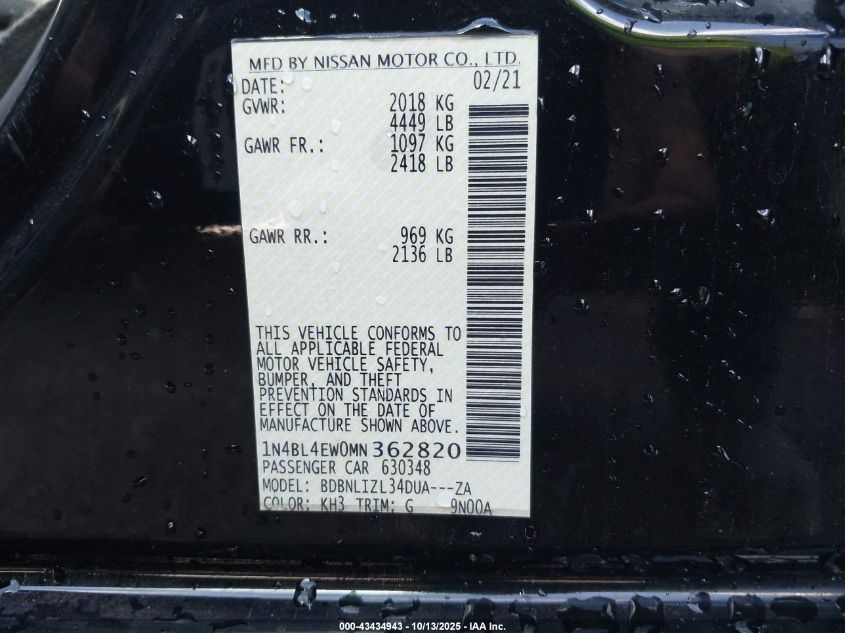 MFD BY NISSAN MOTOR CO., LTD.
DATE: 02/21
GVWR: 2018 KG
4449 LB
GAWR FR.: 1097 KG
2418 LB
GAWR RR.: 969 KG
2136 LB
THIS VEHICLE CONFORMS TO
ALL APPLICABLE FEDERAL
MOTOR VEHICLE SAFETY,
BUMPER, AND THEFT
PREVENTION STANDARDS IN
EFFECT ON THE DATE OF
MANUFACTURE SHOWN ABOVE.
1N4BL4EW0MN362820
PASSENGER CAR 630348
MODEL: BDBNLIZL34DUA---ZA
COLOR: KH3 TRIM: G 9N00A
000-43434943 - 10/13/2025 - IAA Inc.